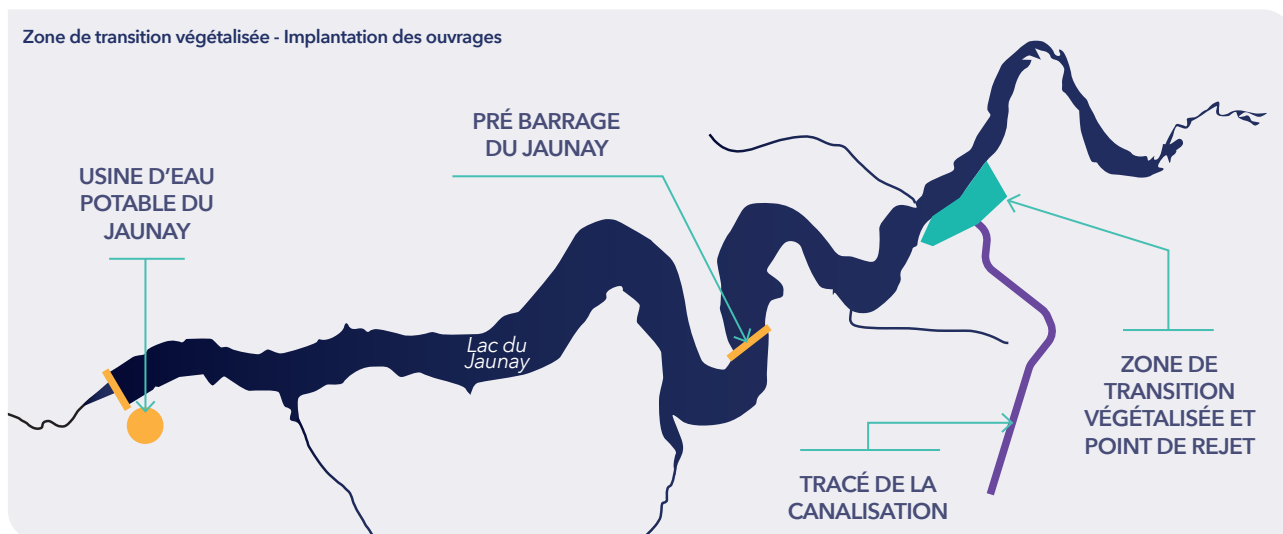 Zone de transition végétalisée - Implantation des ouvrages
PRÉ BARRAGE
DU JAUNAY
USINE D'EAU
POTABLE DU
JAUNAY
Lac du
Jaunay
ZONE DE
TRANSITION
VÉGÉTALISÉE ET
POINT DE REJET
TRACÉ DE LA
CANALISATION